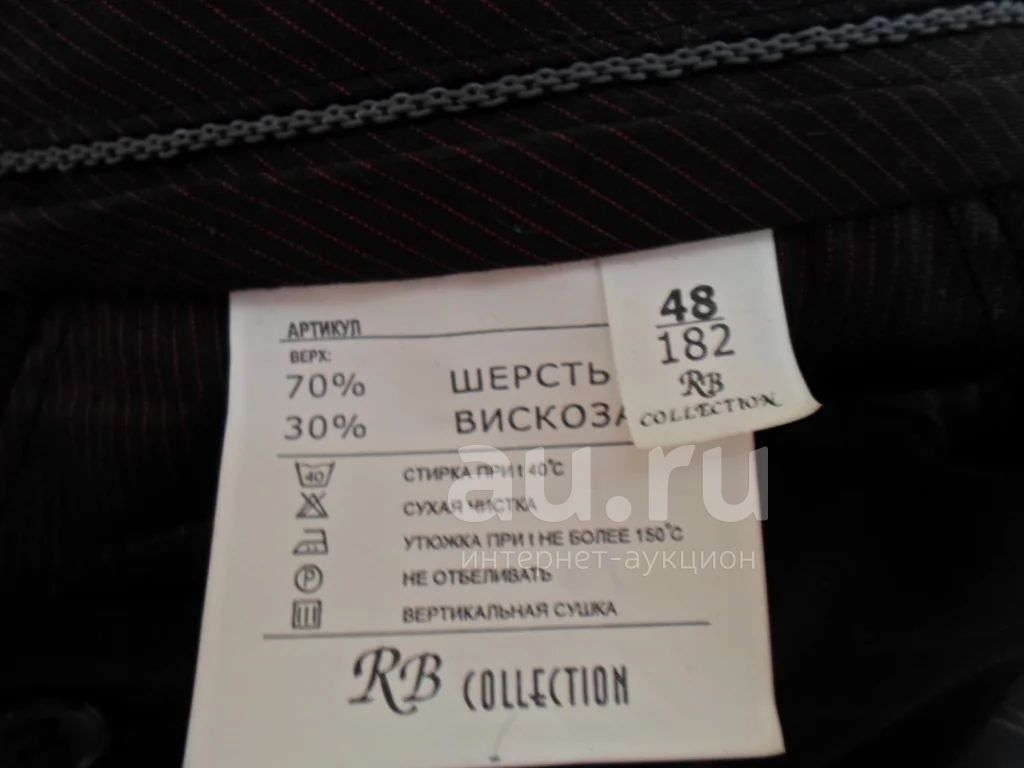 48
182
RB
COLLECTION
АРТИКУЛ
ВЕРХ:
70% ШЕРСТЬ
30% ВИСКОЗА
40 СТИРКА ПРИ t 40°С
СУХАЯ ЧИСТКА
УТЮЖКА ПРИ t НЕ БОЛЕЕ 150°С
P НЕ ОТБЕЛИВАТЬ
ВЕРТИКАЛЬНАЯ СУШКА
RB COLLECTION
au.ru
интернет-аукцион